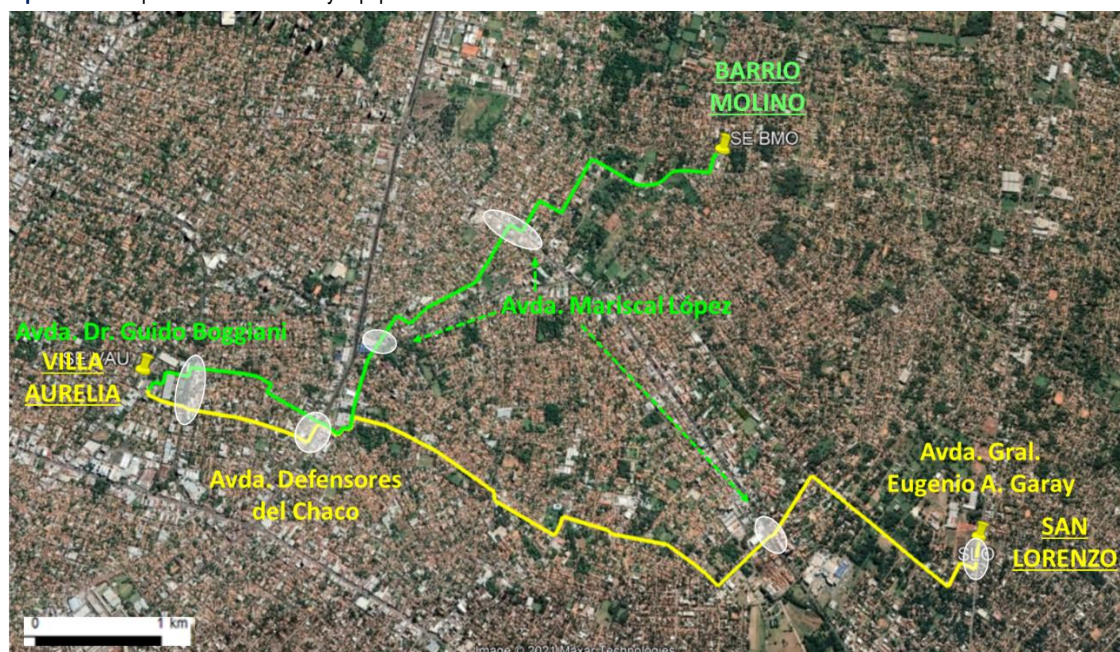 BARRIO
MOLINO
SE BMO
Avda. Mariscal López
Avda. Dr. Guido Boggiani
VILLA
AURELIA
Avda. Defensores
del Chaco
Avda. Gral.
Eugenio A. Garay
SAN
LORENZO
SLO
0 1 km
Image © 2021 Maxar Technologies